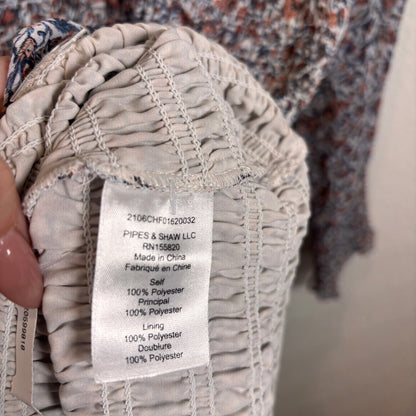 2106CHF01620032
PIPES & SHAW LLC
RN155820
Made in China
Fabriqué en Chine
Self
100% Polyester
Principal
100% Polyester
Lining
100% Polyester
Doublure
100% Polyester